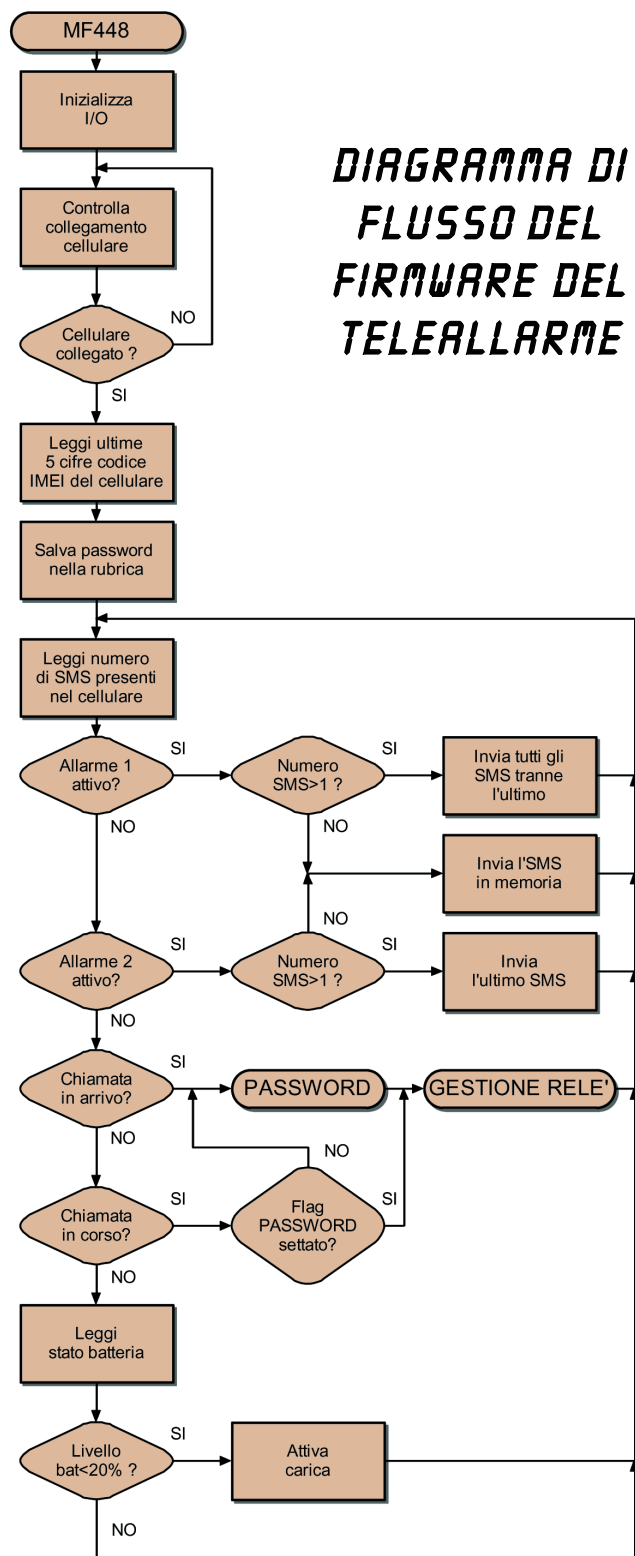 MF448
Inizializza
I/O
DIAGRAMMA DI
FLUSSO DEL
FIRMWARE DEL
TELEALLARME
Controlla
collegamento
cellulare
Cellulare
collegato ?
NO
SI
Leggi ultime
5 cifre codice
IMEI del cellulare
Salva password
nella rubrica
Leggi numero
di SMS presenti
nel cellulare
Allarme 1
attivo?
SI
NO
Numero
SMS>1 ?
SI
NO
Invia tutti gli
SMS tranne
l'ultimo
Invia l'SMS
in memoria
Allarme 2
attivo?
SI
NO
NO
Numero
SMS>1 ?
SI
Invia
l'ultimo SMS
Chiamata
in arrivo?
SI
NO
PASSWORD
GESTIONE RELE'
Chiamata
in corso?
SI
NO
NO
Flag
PASSWORD
settato?
SI
Leggi
stato batteria
Livello
bat<20% ?
SI
NO
Attiva
carica